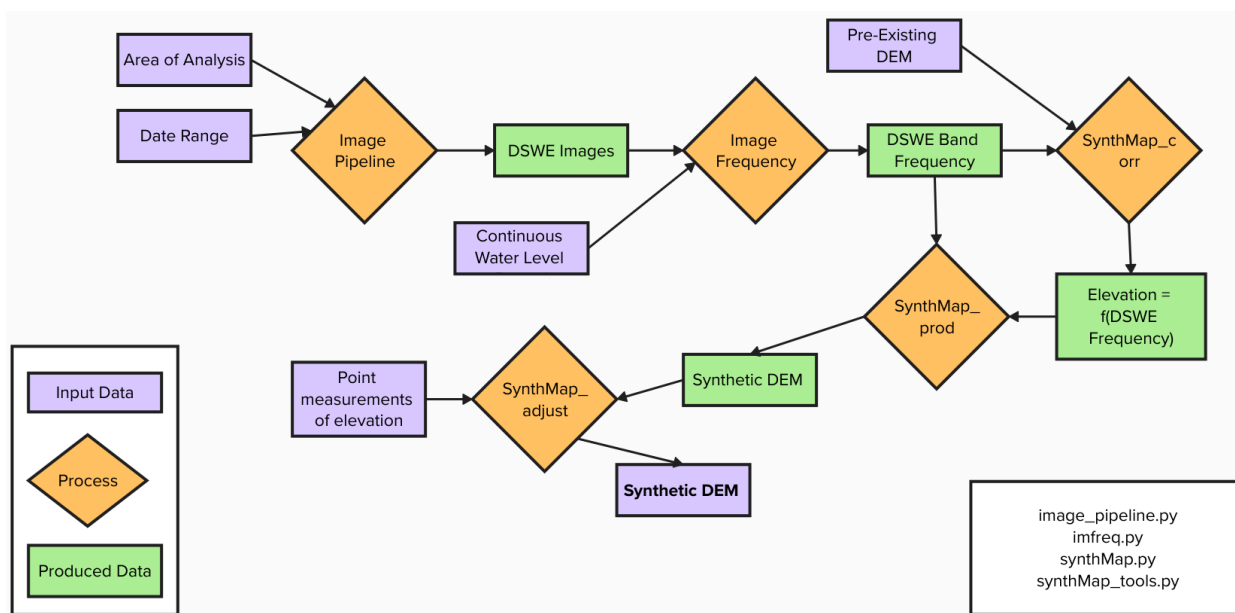 Area of Analysis
Date Range
Image
Pipeline
DSWE Images
Continuous
Water Level
Image
Frequency
DSWE Band
Frequency
Pre-Existing
DEM
SynthMap_c
orr
Elevation =
f(DSWE
Frequency)
SynthMap_
prod
Synthetic DEM
Point
measurements
of elevation
SynthMap_
adjust
Synthetic DEM
Input Data
Process
Produced Data
image_pipeline.py
imfreq.py
synthMap.py
synthMap_tools.py